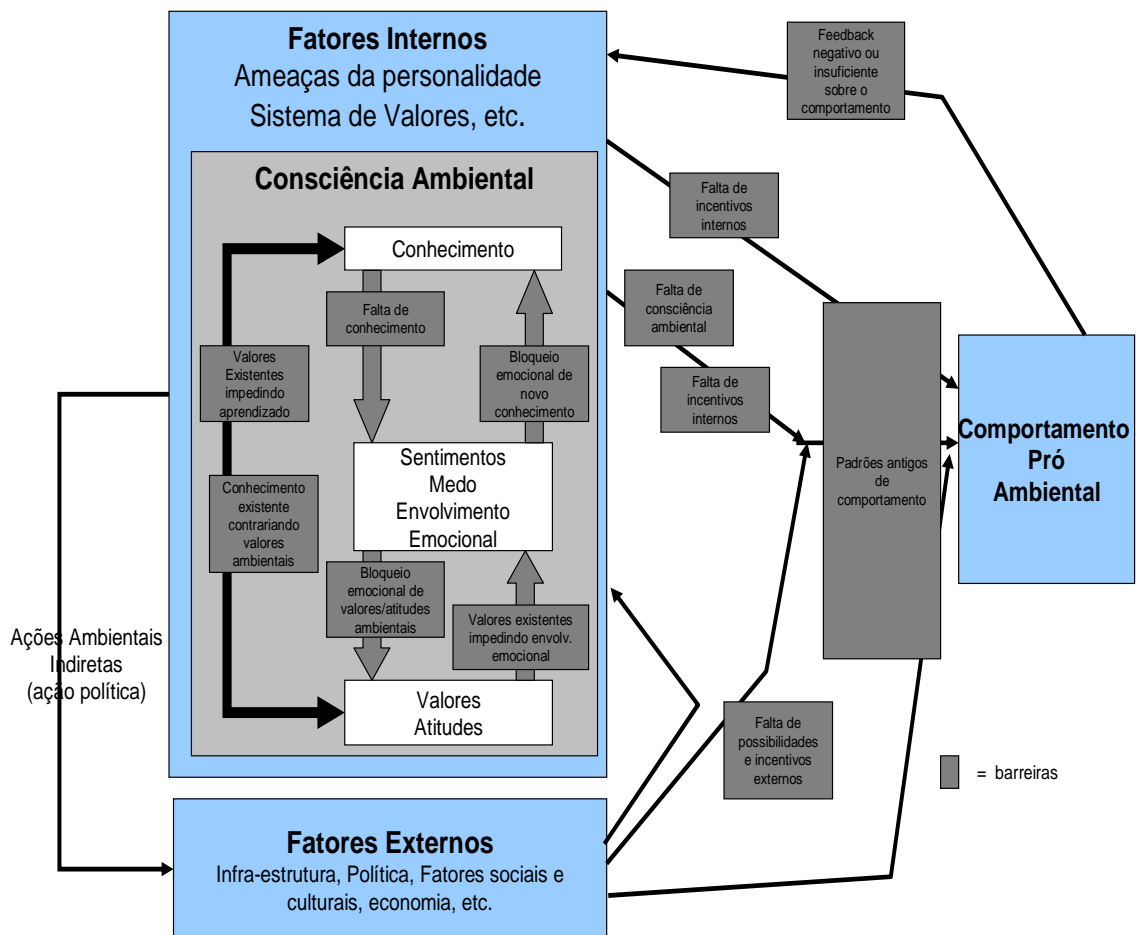 Fatores Internos
Ameaças da personalidade
Sistema de Valores, etc.
Consciência Ambiental
Conhecimento
Falta de
conhecimento
Valores
Existentes
impedindo
aprendizado
Bloqueio
emocional de
novo
conhecimento
Conhecimento
existente
contrariando
valores
ambientais
Sentimentos
Medo
Envolvimento
Emocional
Bloqueio
emocional de
valores/atitudes
ambientais
Valores existentes
impedindo envolv.
emocional
Valores
Atitudes
Ações Ambientais
Indiretas
(ação política)
Fatores Externos
Infra-estrutura, Política, Fatores sociais e
culturais, economia, etc.
Feedback
negativo ou
insuficiente
sobre o
comportamento
Falta de
incentivos
internos
Falta de
consciência
ambiental
Falta de
incentivos
internos
Padrões antigos
de
comportamento
Comportamento
Pró
Ambiental
Falta de
possibilidades
e incentivos
externos
= barreiras